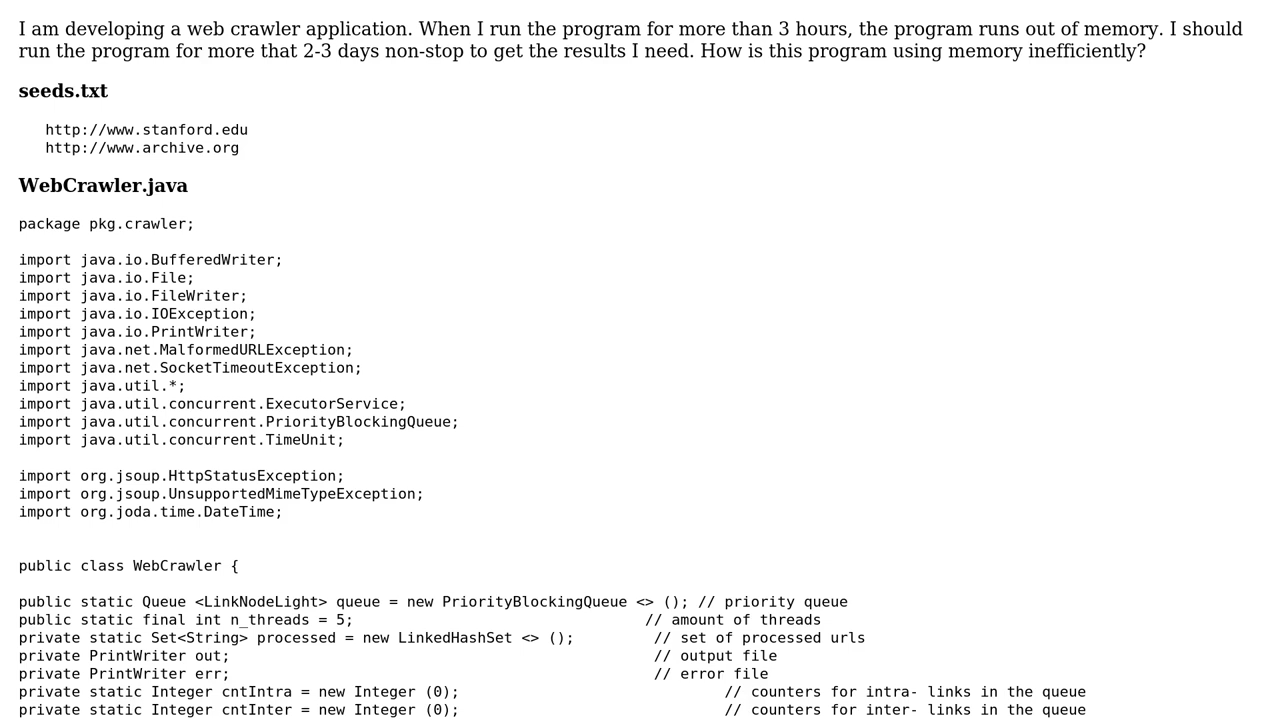 I am developing a web crawler application. When I run the program for more than 3 hours, the program runs out of memory. I should
run the program for more that 2-3 days non-stop to get the results I need. How is this program using memory inefficiently?
seeds.txt
http://www.stanford.edu
http://www.archive.org
WebCrawler.java
package pkg.crawler;
import java.io.BufferedWriter;
import java.io.File;
import java.io.FileWriter;
import java.io.IOException;
import java.io.PrintWriter;
import java.net.MalformedURLException;
import java.net.SocketTimeoutException;
import java.util.*;
import java.util.concurrent.ExecutorService;
import java.util.concurrent.PriorityBlockingQueue;
import java.util.concurrent.TimeUnit;
import org.jsoup.HttpStatusException;
import org.jsoup.UnsupportedMimeTypeException;
import org.joda.time.DateTime;
public class WebCrawler {
public static Queue <LinkNodeLight> queue = new PriorityBlockingQueue <> (); // priority queue
public static final int n_threads = 5;                                 // amount of threads
private static Set<String> processed = new LinkedHashSet <> ();         // set of processed urls
private PrintWriter out;                                                // output file
private PrintWriter err;                                                // error file
private static Integer cntIntra = new Integer (0);                              // counters for intra- links in the queue
private static Integer cntInter = new Integer (0);                              // counters for inter- links in the queue